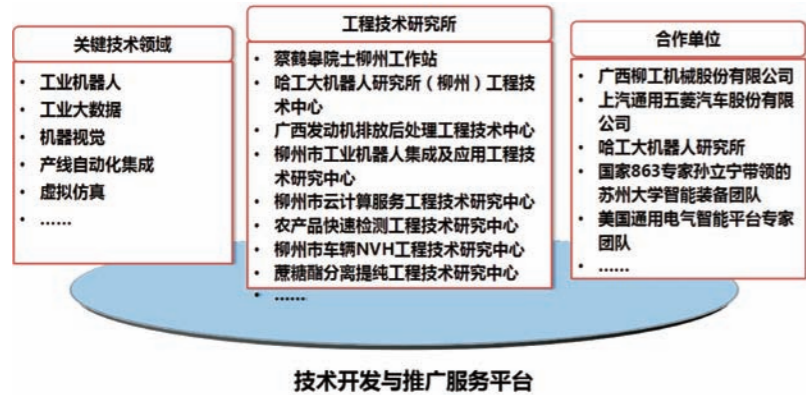 关键技术领域
• 工业机器人
• 工业大数据
• 机器视觉
• 产线自动化集成
• 虚拟仿真
• ……
工程技术研究所
• 蔡鹤皋院士柳州工作站
• 哈工大机器人研究所（柳州）工程技
术中心
• 广西发动机排放后处理工程技术中心
• 柳州市工业机器人集成及应用工程技
术研究中心
• 柳州市云计算服务工程技术研究中心
• 农产品快速检测工程技术研究中心
• 柳州市车辆NVH工程技术研究中心
• 蔗糖酯分离提纯工程技术研究中心
• ……
合作单位
• 广西柳工机械股份有限公司
• 上汽通用五菱汽车股份有限
公司
• 哈工大机器人研究所
• 国家863专家孙立宁带领的
苏州大学智能装备团队
• 美国通用电气智能平台专家
团队
• ……
技术开发与推广服务平台